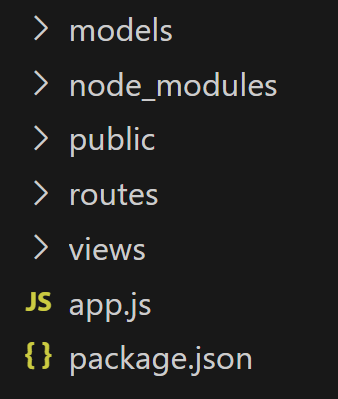 models
node_modules
public
routes
views
JS app.js
{ } package.json